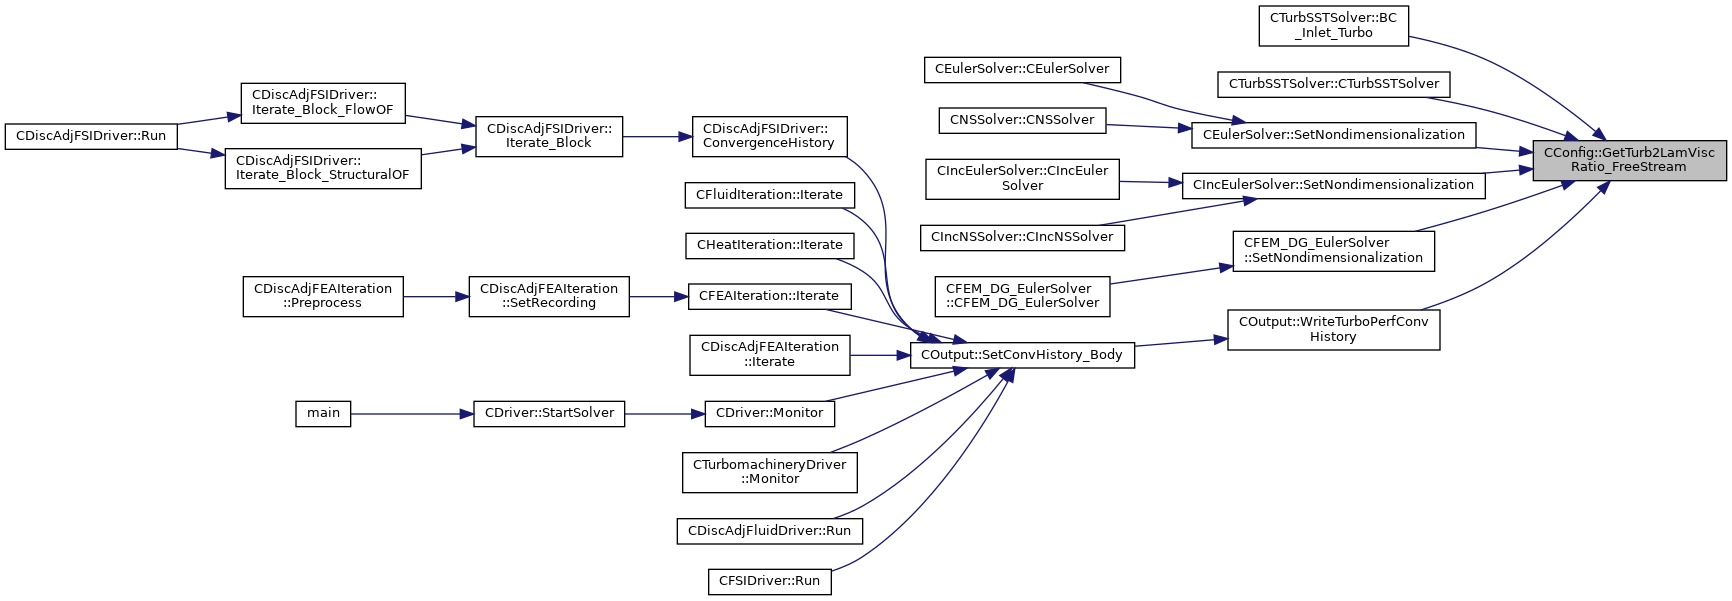 CTurbSSTSolver::BC
_Inlet_Turbo
CEulerSolver::CEulerSolver
CTurbSSTSolver::CTurbSSTSolver
CDiscAdjFSIDriver::
Iterate_Block_FlowOF
CNSSolver::CNSSolver
CDiscAdjFSIDriver::Run
CDiscAdjFSIDriver::
Iterate_Block
CDiscAdjFSIDriver::
ConvergenceHistory
CEulerSolver::SetNondimensionalization
CConfig::GetTurb2LamVisc
Ratio_FreeStream
CDiscAdjFSIDriver::
Iterate_Block_StructuralOF
CIncEulerSolver::CIncEuler
Solver
CIncEulerSolver::SetNondimensionalization
CFluidIteration::Iterate
CIncNSSolver::CIncNSSolver
CHeatIteration::Iterate
CFEM_DG_EulerSolver
::SetNondimensionalization
CDiscAdjFEAIteration
::Preprocess
CDiscAdjFEAIteration
::SetRecording
CFEAIteration::Iterate
CFEM_DG_EulerSolver
::CFEM_DG_EulerSolver
COutput::WriteTurboPerfConv
History
CDiscAdjFEAIteration
::Iterate
COutput::SetConvHistory_Body
main
CDriver::StartSolver
CDriver::Monitor
CTurbomachineryDriver
::Monitor
CDiscAdjFluidDriver::Run
CFSIDriver::Run